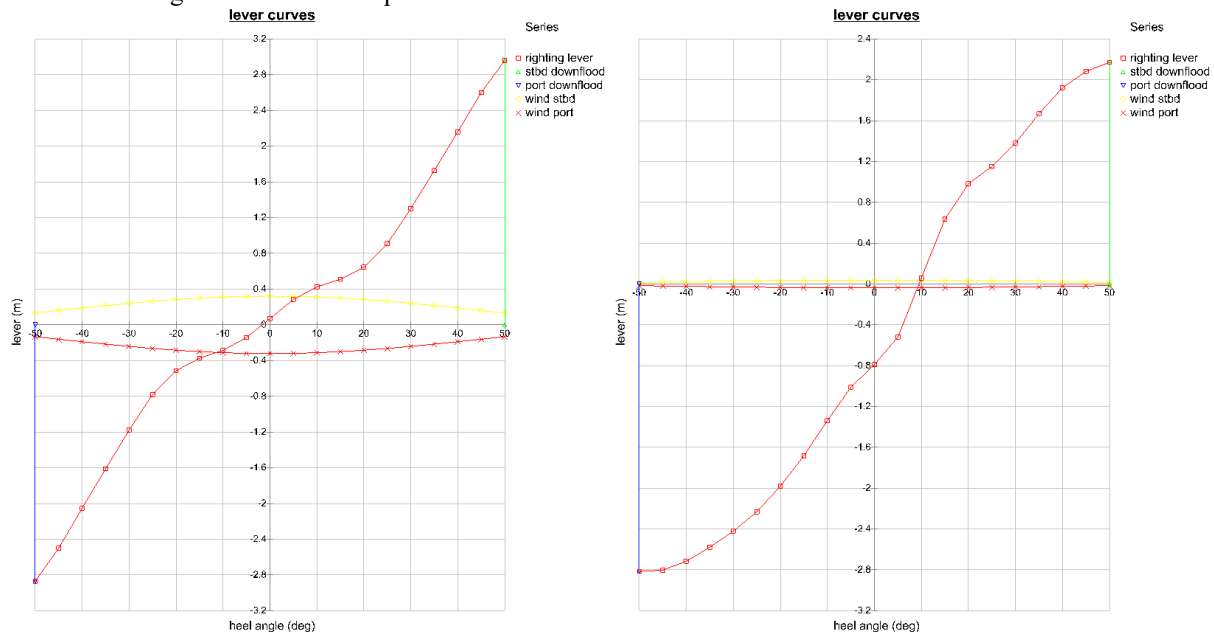 lever curves
Series
righting lever
stbd downflood
port downflood
wind stbd
wind port
3.2
2.8
2.4
2
1.6
1.2
0.8
0.4
0
-50 -40 -30 -20 -10 0 10 20 30 40 50
-0.4
-0.8
-1.2
-1.6
-2
-2.4
-2.8
-3.2
lever (m)
heel angle (deg)
lever curves
Series
righting lever
stbd downflood
port downflood
wind stbd
wind port
2.4
2
1.6
1.2
0.8
0.4
0
-50 -40 -30 -20 -10 0 10 20 30 40 50
-0.4
-0.8
-1.2
-1.6
-2
-2.4
-2.8
-3.2
lever (m)
heel angle (deg)